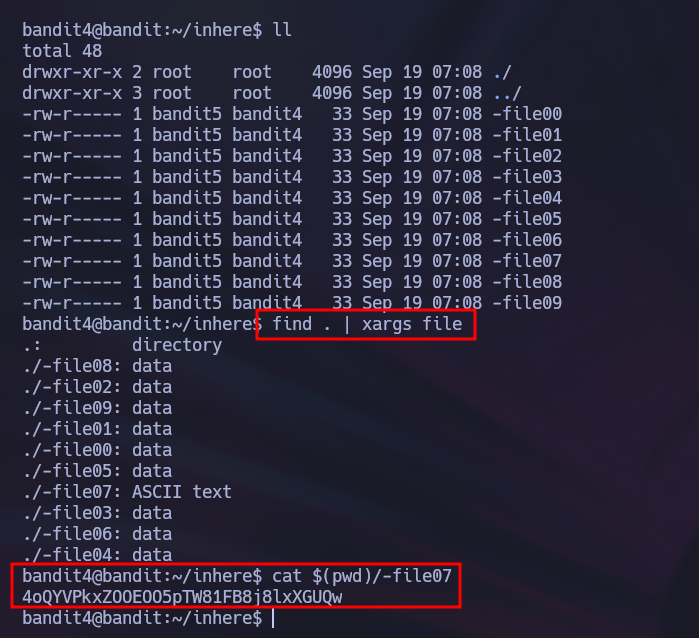 bandit4@bandit:~/inhere$ ll
total 48
drwxr-xr-x 2 root    root    4096 Sep 19 07:08 ./
drwxr-xr-x 3 root    root    4096 Sep 19 07:08 ../
-rw-r----- 1 bandit5 bandit4   33 Sep 19 07:08 -file00
-rw-r----- 1 bandit5 bandit4   33 Sep 19 07:08 -file01
-rw-r----- 1 bandit5 bandit4   33 Sep 19 07:08 -file02
-rw-r----- 1 bandit5 bandit4   33 Sep 19 07:08 -file03
-rw-r----- 1 bandit5 bandit4   33 Sep 19 07:08 -file04
-rw-r----- 1 bandit5 bandit4   33 Sep 19 07:08 -file05
-rw-r----- 1 bandit5 bandit4   33 Sep 19 07:08 -file06
-rw-r----- 1 bandit5 bandit4   33 Sep 19 07:08 -file07
-rw-r----- 1 bandit5 bandit4   33 Sep 19 07:08 -file08
-rw-r----- 1 bandit5 bandit4   33 Sep 19 07:08 -file09
bandit4@bandit:~/inhere$ find . | xargs file
.:         directory
./-file08: data
./-file02: data
./-file09: data
./-file01: data
./-file00: data
./-file05: data
./-file07: ASCII text
./-file03: data
./-file06: data
./-file04: data
bandit4@bandit:~/inhere$ cat $(pwd)/-file07
4oQYVPkxZOOEOO5pTW81FB8j8lxXGUQw
bandit4@bandit:~/inhere$